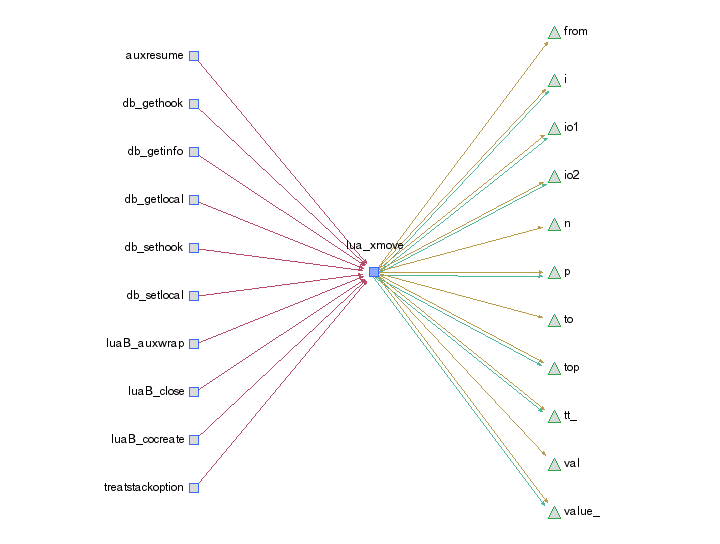 auxresume
db_gethook
db_getinfo
db_getlocal
db_sethook
db_setlocal
luaB_auxwrap
luaB_close
luaB_cocreate
treatstackoption
lua_xmove
from
i
io1
io2
n
p
to
top
tt_
val
value_